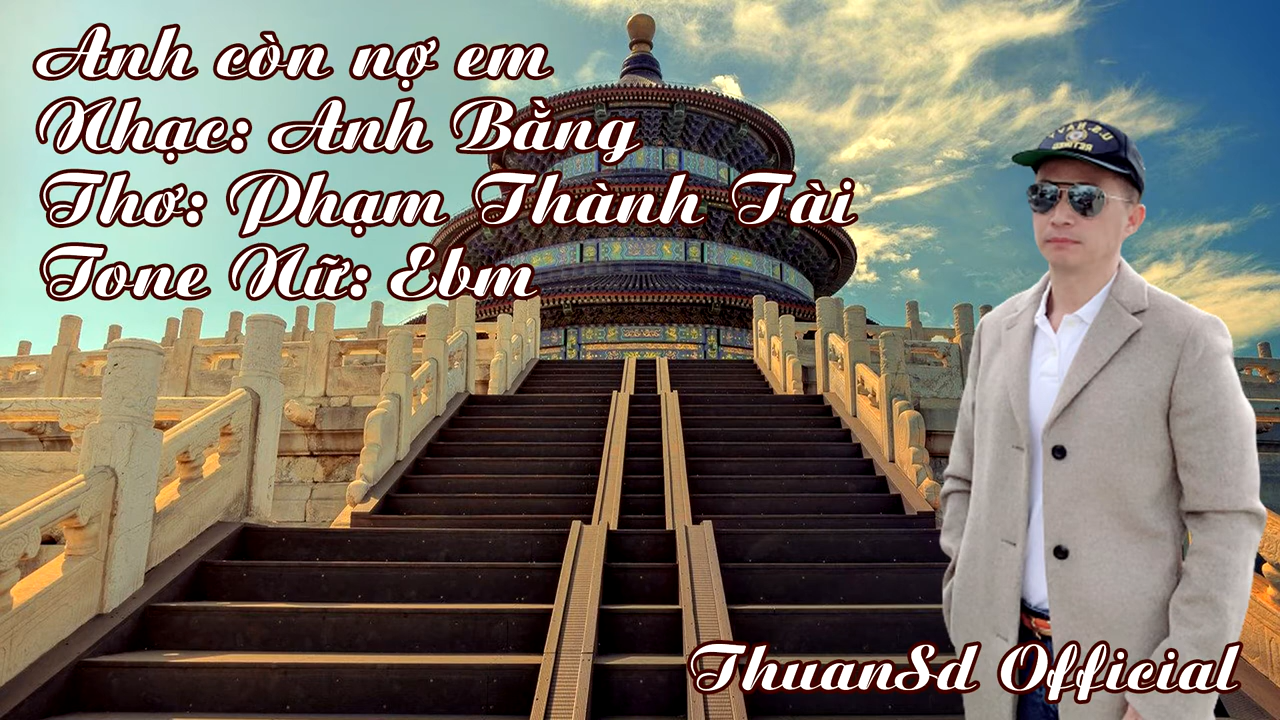 Anh còn nợ em
Nhạc: Anh Bằng
Thơ: Phạm Thành Tài
Tone Nữ: Ebm
ThuanSd Official